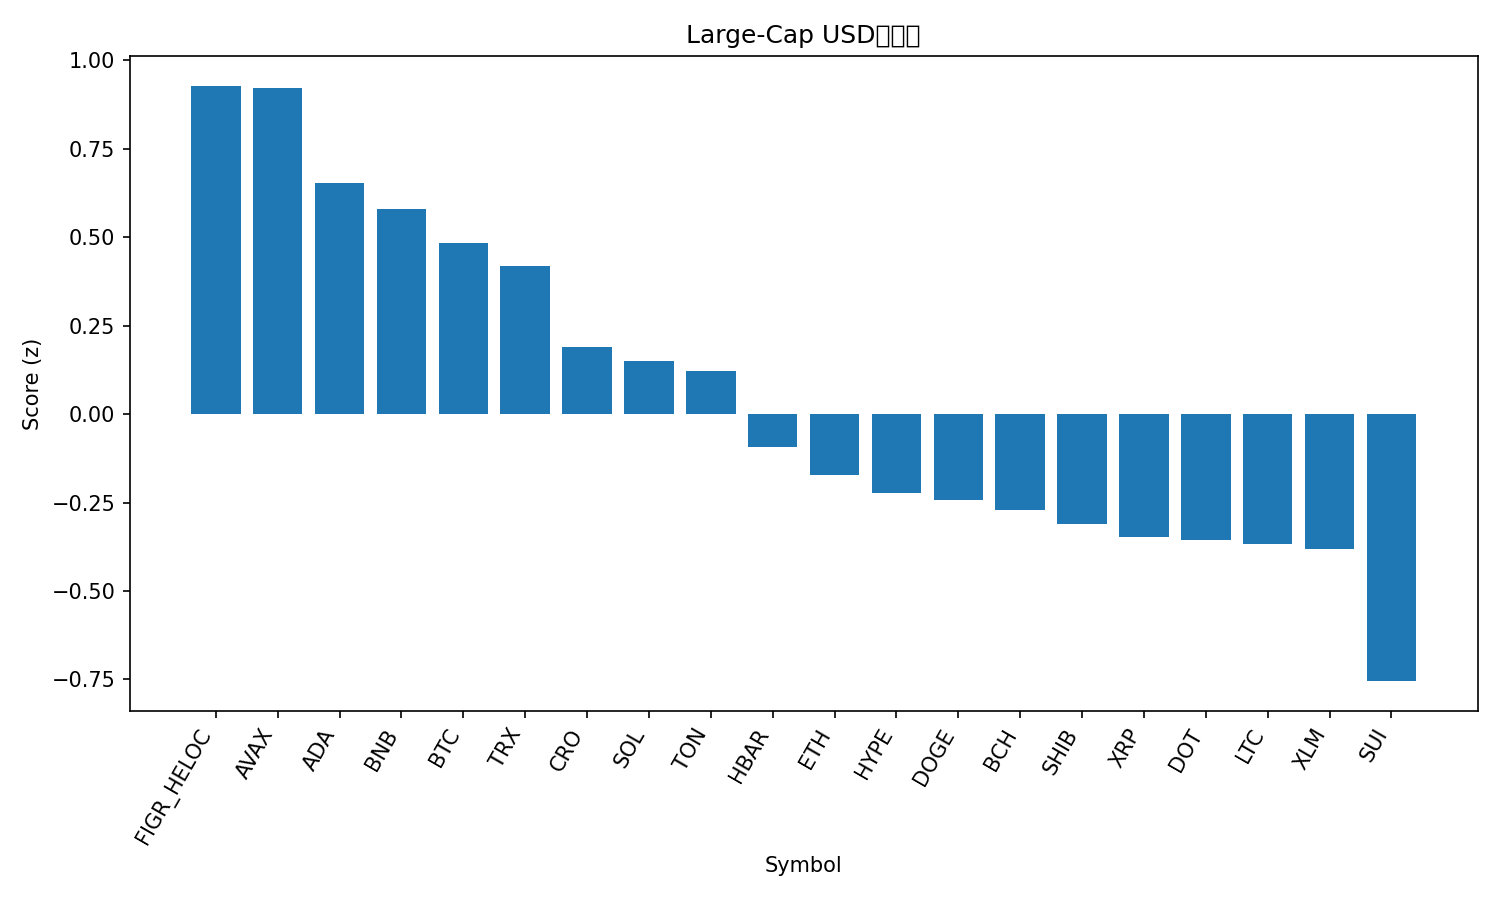 Large-Cap USD
Score (z)
1.00
0.75
0.50
0.25
0.00
−0.25
−0.50
−0.75
FIGR_HELOC
AVAX
ADA
BNB
BTC
TRX
CRO
SOL
TON
HBAR
ETH
HYPE
DOGE
BCH
SHIB
XRP
DOT
LTC
XLM
SUI
Symbol